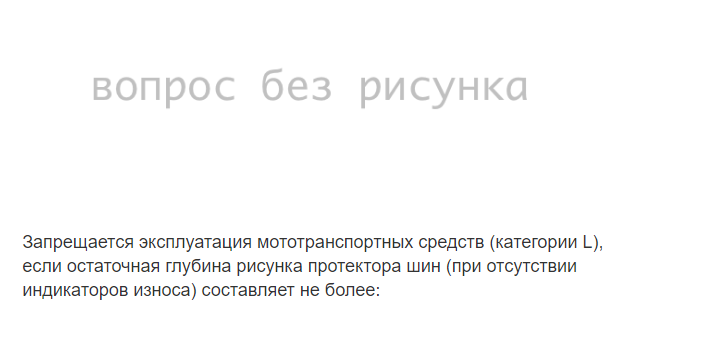 вопрос без рисунка
Запрещается эксплуатация мототранспортных средств (категории L),
если остаточная глубина рисунка протектора шин (при отсутствии
индикаторов износа) составляет не более: